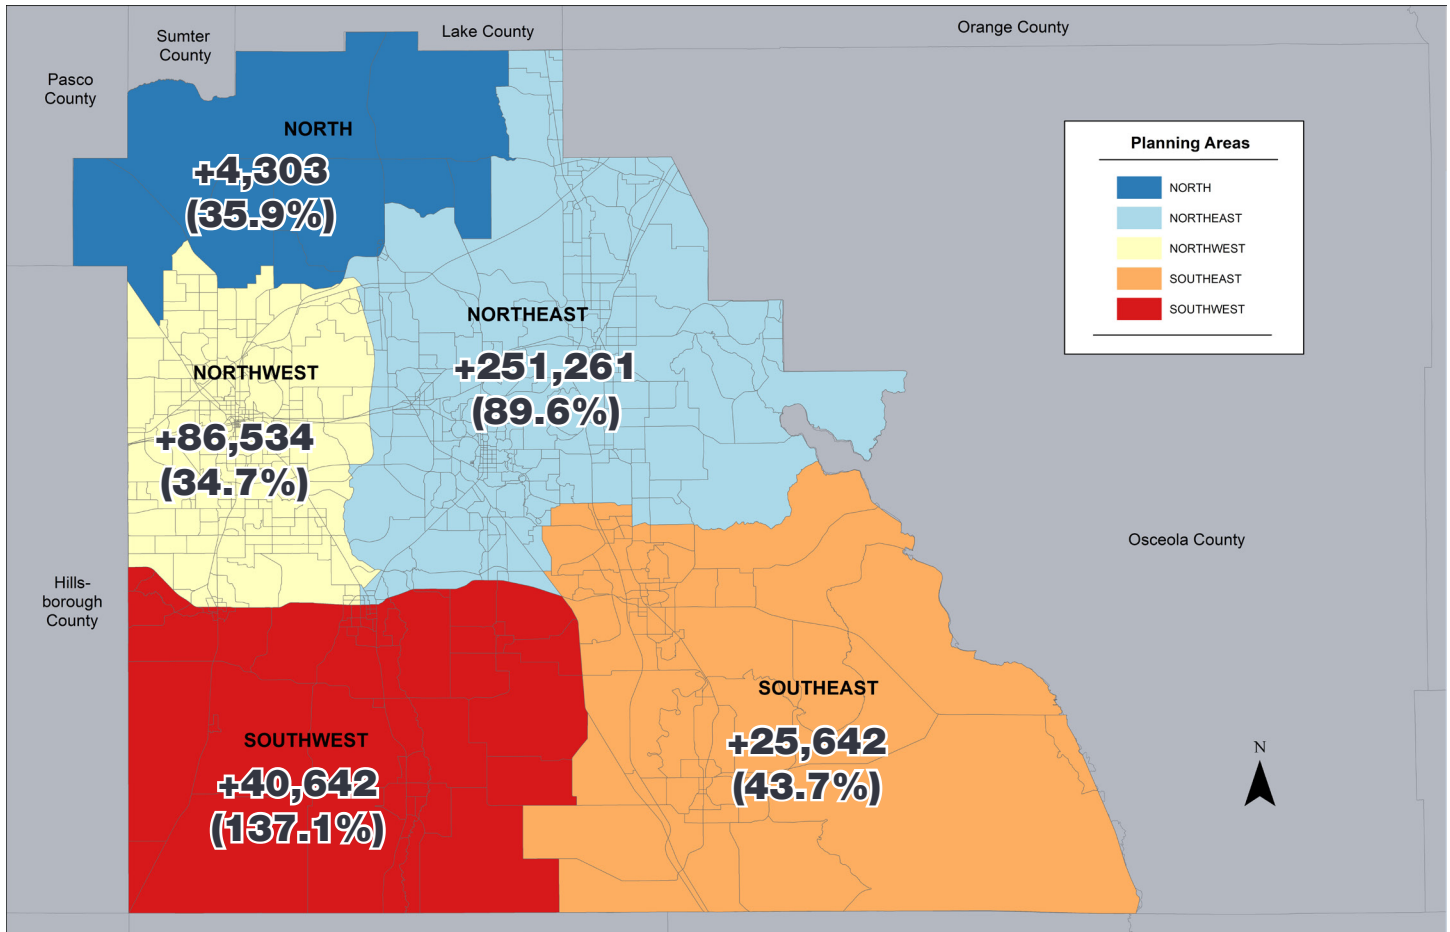 Orange County
Lake County
Sumter
County
Pasco
County
NORTH
+4,303
(35.9%)
Planning Areas
NORTH
NORTHEAST
NORTHWEST
SOUTHEAST
SOUTHWEST
NORTHEAST
+251,261
(89.6%)
NORTHWEST
+86,534
(34.7%)
Osceola County
Hills-
borough
County
SOUTHEAST
+25,642
(43.7%)
SOUTHWEST
+40,642
(137.1%)
N